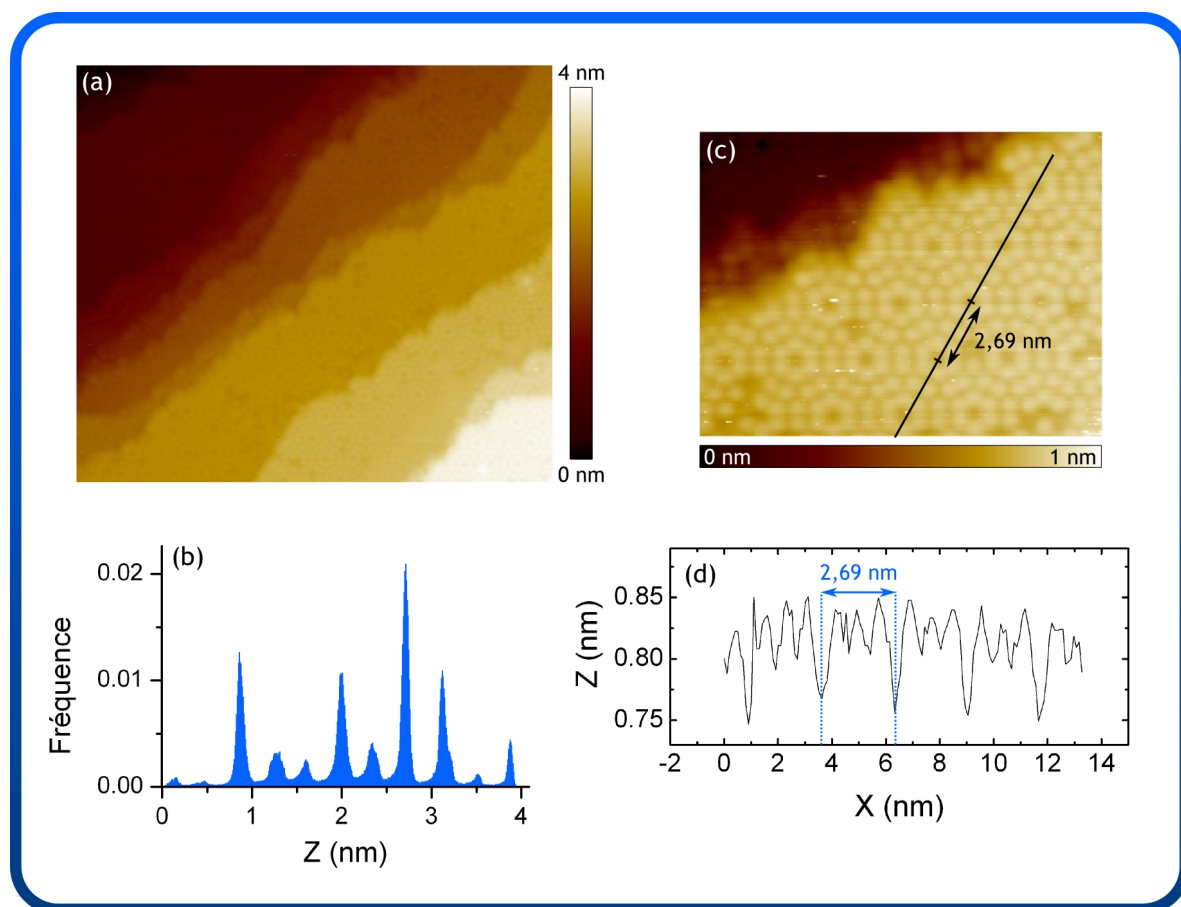 (a)
4 nm
0 nm
(c)
2,69 nm
0 nm 1 nm
(b)
0.02
0.01
0.00
Fréquence
0 1 2 3 4
Z (nm)
(d)
2,69 nm
0.85
0.80
0.75
Z (nm)
-2 0 2 4 6 8 10 12 14
X (nm)